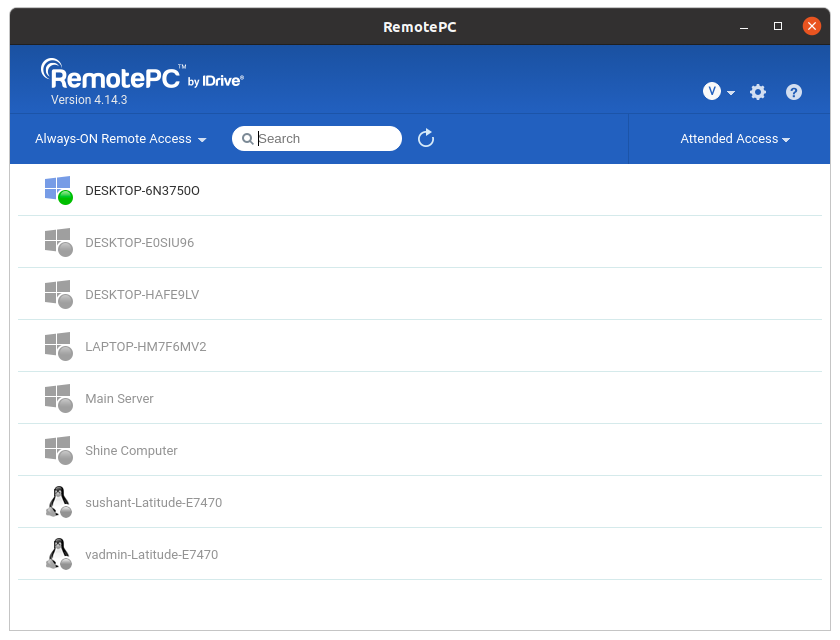 RemotePC
RemotePC™ by IDrive®
Version 4.14.3
V
?
Always-ON Remote Access
Search
Attended Access
DESKTOP-6N3750O
DESKTOP-E0SIU96
DESKTOP-HAFE9LV
LAPTOP-HM7F6MV2
Main Server
Shine Computer
sushant-Latitude-E7470
vadmin-Latitude-E7470